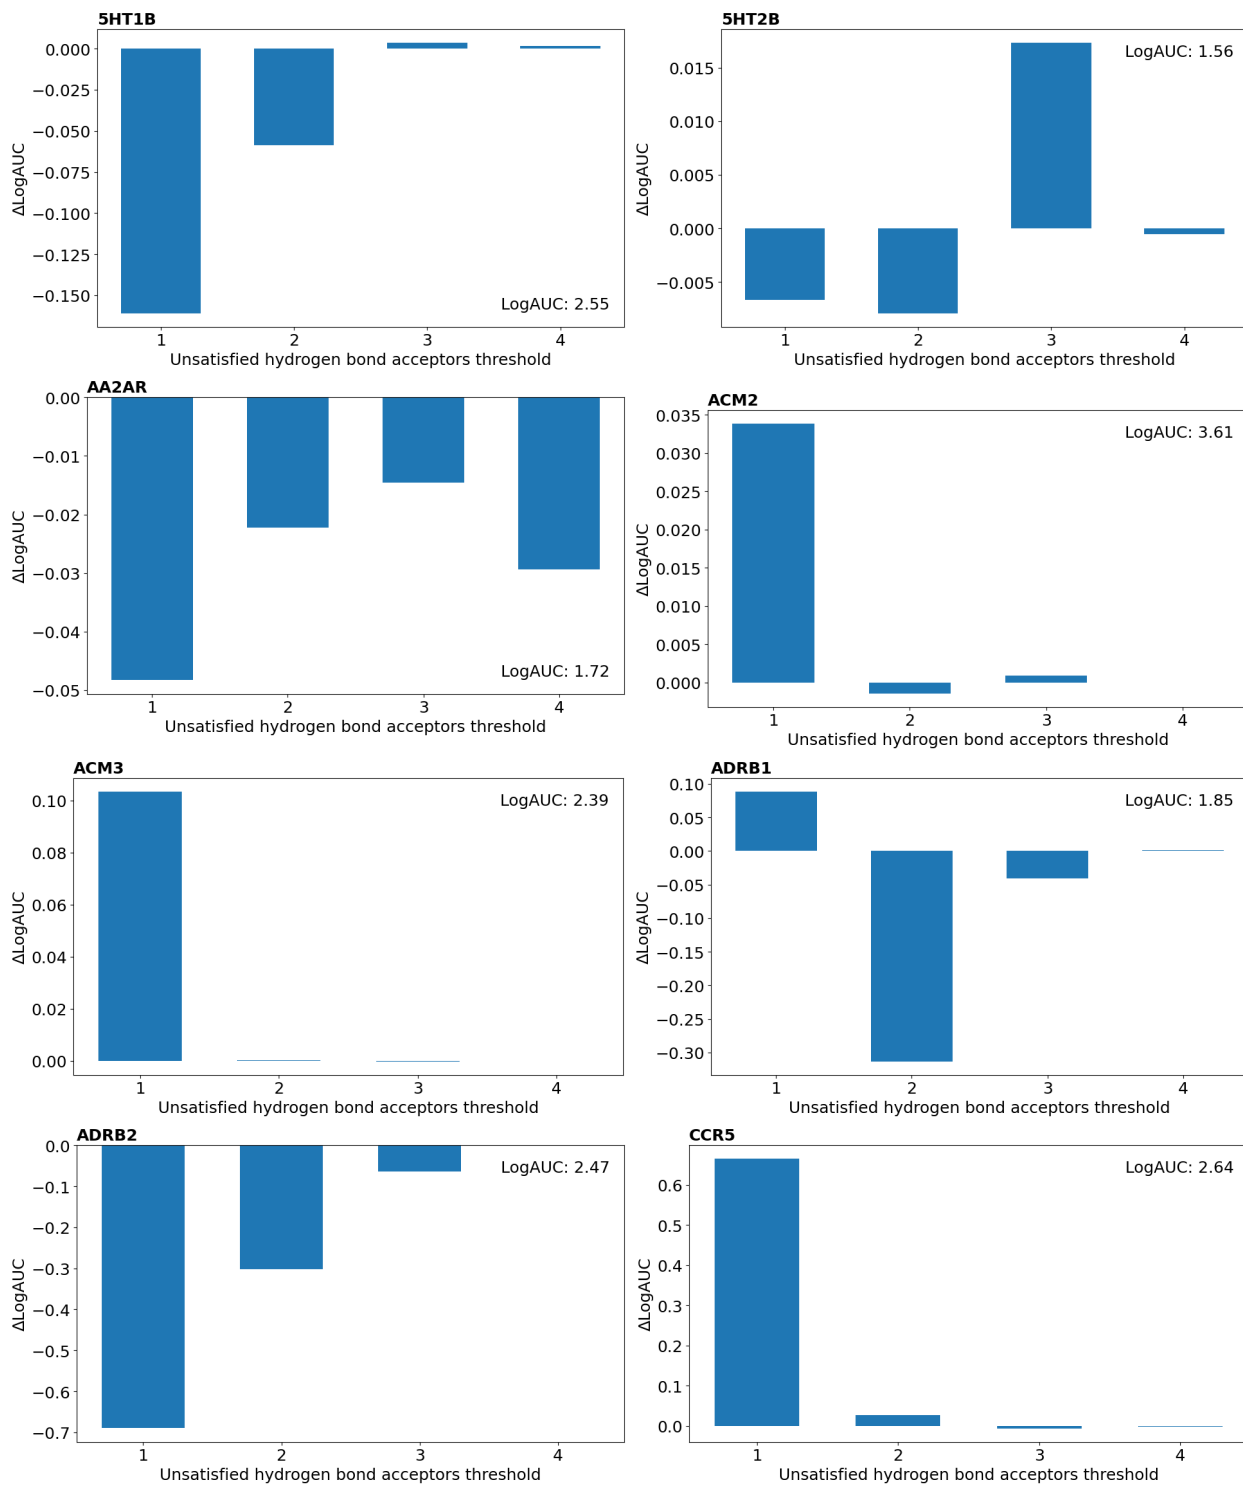 5HT1B
0.000
−0.025
−0.050
−0.075
−0.100
−0.125
−0.150
ΔLogAUC
LogAUC: 2.55
1 2 3 4
Unsatisfied hydrogen bond acceptors threshold
5HT2B
LogAUC: 1.56
0.015
0.010
0.005
0.000
−0.005
ΔLogAUC
1 2 3 4
Unsatisfied hydrogen bond acceptors threshold
AA2AR
0.00
−0.01
−0.02
−0.03
−0.04
−0.05
ΔLogAUC
LogAUC: 1.72
1 2 3 4
Unsatisfied hydrogen bond acceptors threshold
ACM2
LogAUC: 3.61
0.035
0.030
0.025
0.020
0.015
0.010
0.005
0.000
ΔLogAUC
1 2 3 4
Unsatisfied hydrogen bond acceptors threshold
ACM3
LogAUC: 2.39
0.10
0.08
0.06
0.04
0.02
0.00
ΔLogAUC
1 2 3 4
Unsatisfied hydrogen bond acceptors threshold
ADRB1
LogAUC: 1.85
0.10
0.05
0.00
−0.05
−0.10
−0.15
−0.20
−0.25
−0.30
ΔLogAUC
1 2 3 4
Unsatisfied hydrogen bond acceptors threshold
ADRB2
LogAUC: 2.47
0.0
−0.1
−0.2
−0.3
−0.4
−0.5
−0.6
−0.7
ΔLogAUC
1 2 3 4
Unsatisfied hydrogen bond acceptors threshold
CCR5
LogAUC: 2.64
0.6
0.5
0.4
0.3
0.2
0.1
0.0
ΔLogAUC
1 2 3 4
Unsatisfied hydrogen bond acceptors threshold